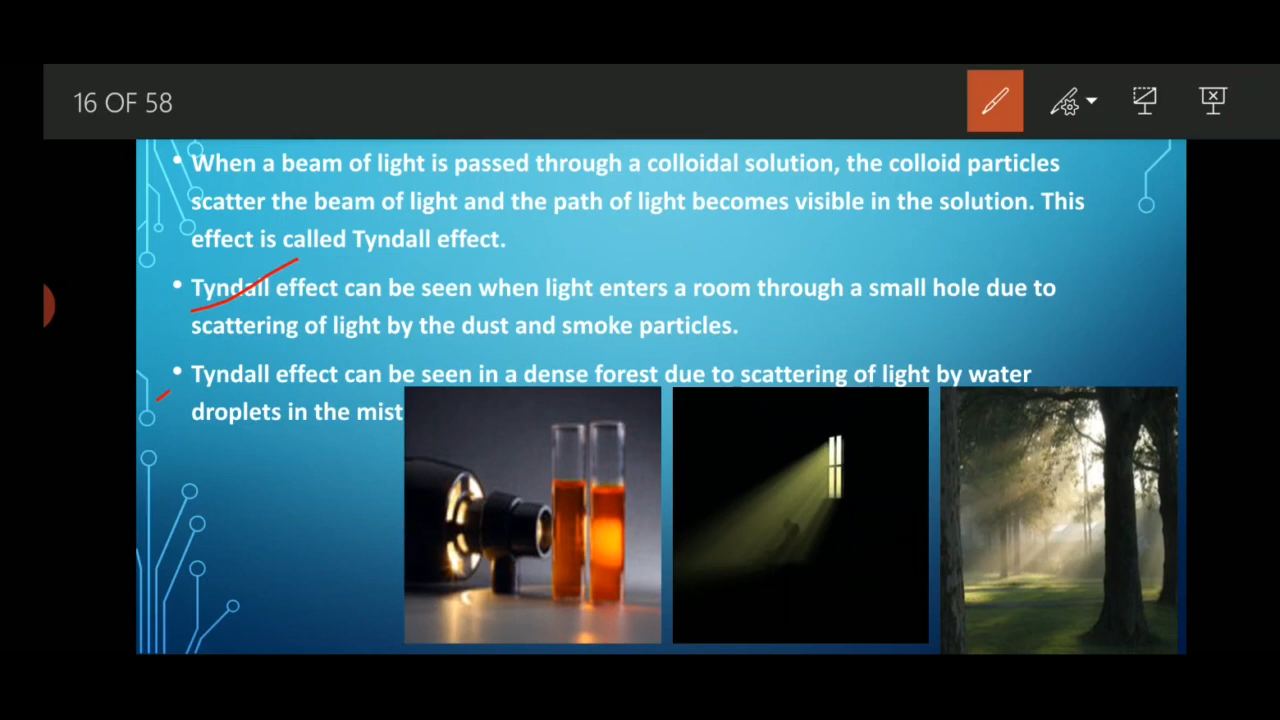 16 OF 58
• When a beam of light is passed through a colloidal solution, the colloid particles
scatter the beam of light and the path of light becomes visible in the solution. This
effect is called Tyndall effect.
• Tyndall effect can be seen when light enters a room through a small hole due to
scattering of light by the dust and smoke particles.
• Tyndall effect can be seen in a dense forest due to scattering of light by water
droplets in the mist